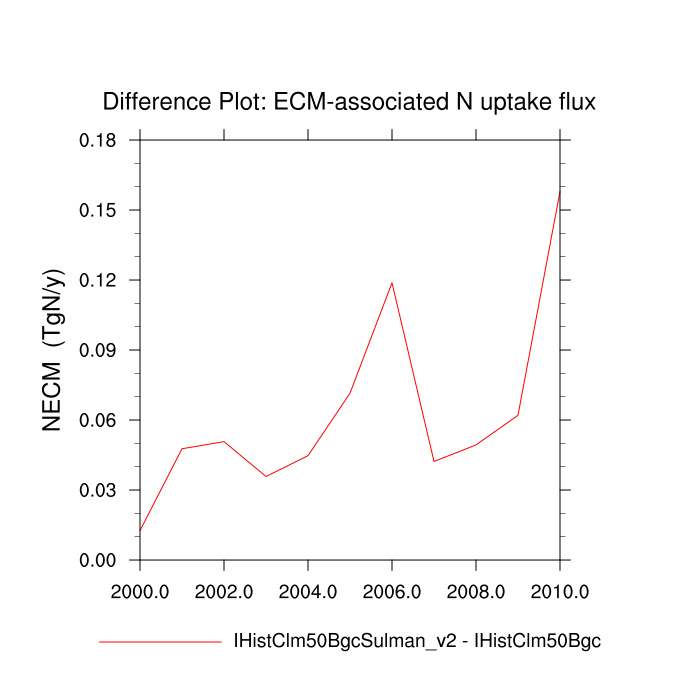 Difference Plot: ECM-associated N uptake flux
0.18
0.15
0.12
0.09
0.06
0.03
0.00
NECM (TgN/y)
2000.0 2002.0 2004.0 2006.0 2008.0 2010.0
IHistClm50BgcSulman_v2 - IHistClm50Bgc